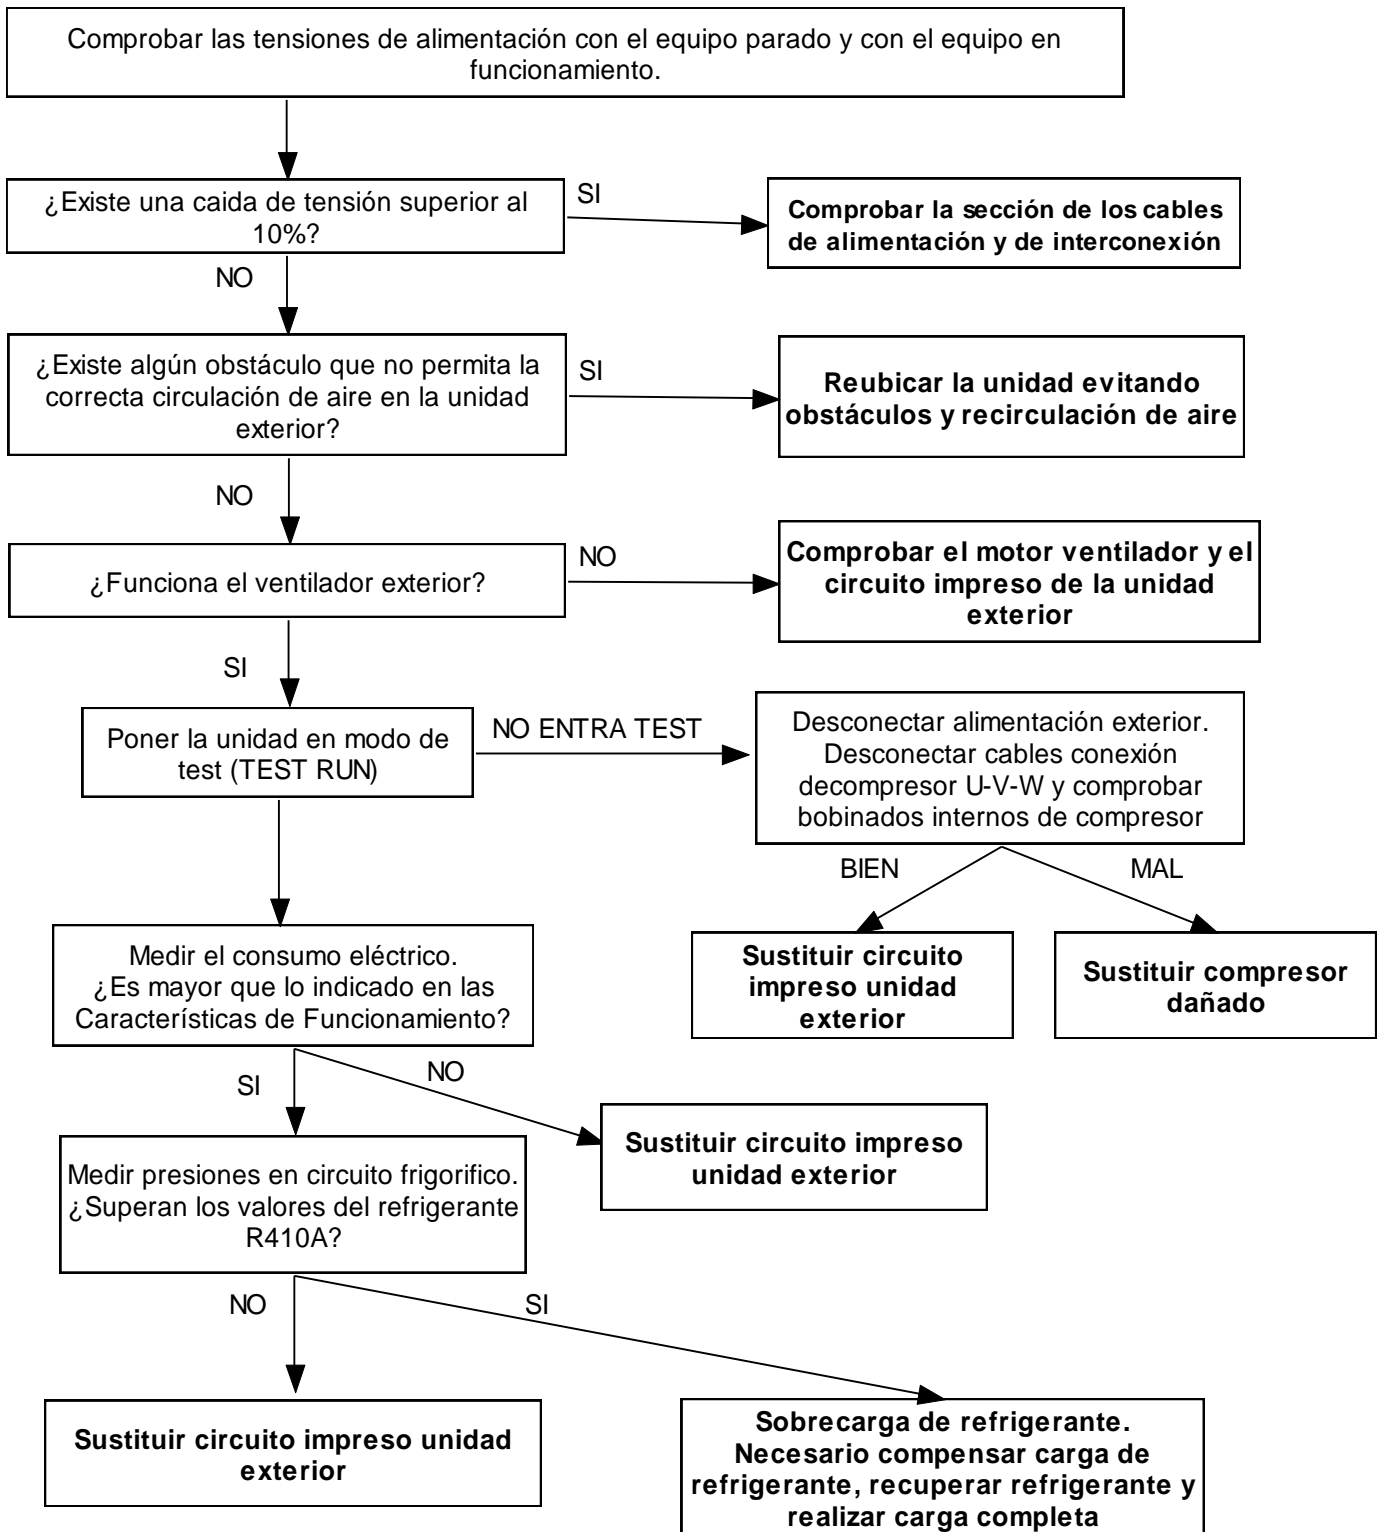 Comprobar las tensiones de alimentación con el equipo parado y con el equipo en
funcionamiento.
¿Existe una caida de tensión superior al
10%?
SI
Comprobar la sección de los cables
de alimentación y de interconexión
NO
¿Existe algún obstáculo que no permita la
correcta circulación de aire en la unidad
exterior?
SI
Reubicar la unidad evitando
obstáculos y recirculación de aire
NO
¿Funciona el ventilador exterior?
NO
Comprobar el motor ventilador y el
circuito impreso de la unidad
exterior
SI
Poner la unidad en modo de
test (TEST RUN)
NO ENTRA TEST
Desconectar alimentación exterior.
Desconectar cables conexión
decompresor U-V-W y comprobar
bobinados internos de compresor
BIEN
MAL
Sustituir circuito
impreso unidad
exterior
Sustituir compresor
dañado
Medir el consumo eléctrico.
¿Es mayor que lo indicado en las
Características de Funcionamiento?
SI
NO
Sustituir circuito impreso
unidad exterior
Medir presiones en circuito frigorifico.
¿Superan los valores del refrigerante
R410A?
NO
SI
Sustituir circuito impreso unidad
exterior
Sobrecarga de refrigerante.
Necesario compensar carga de
refrigerante, recuperar refrigerante y
realizar carga completa